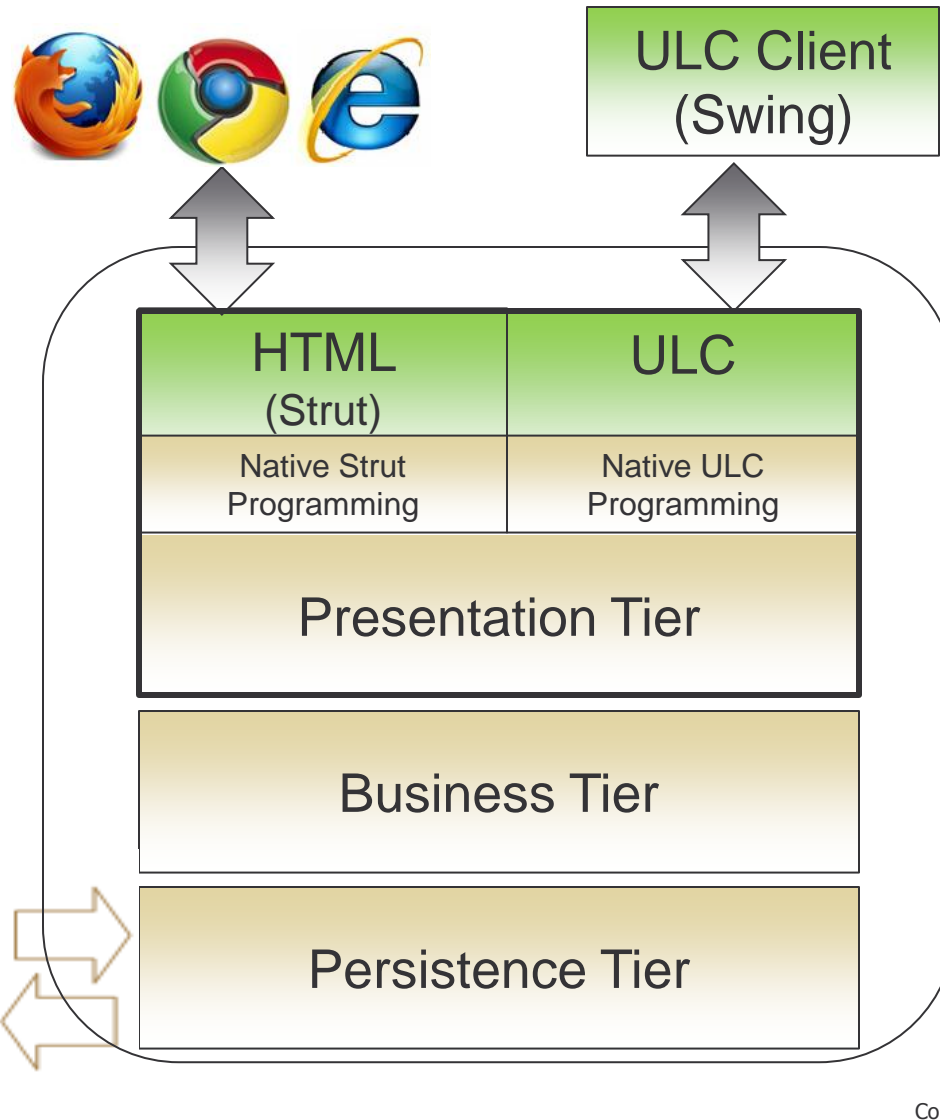 ULC Client
(Swing)
HTML
(Strut)
ULC
Native Strut
Programming
Native ULC
Programming
Presentation Tier
Business Tier
Persistence Tier
Co